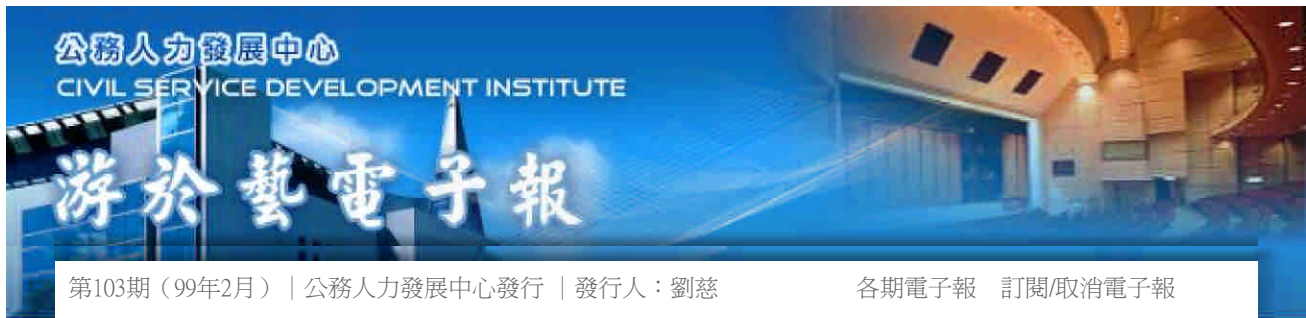 公務人力發展中心
CIVIL SERVICE DEVELOPMENT INSTITUTE
游於藝電子報
第103期（99年2月）｜公務人力發展中心發行｜發行人：劉慈 各期電子報 訂閱/取消電子報